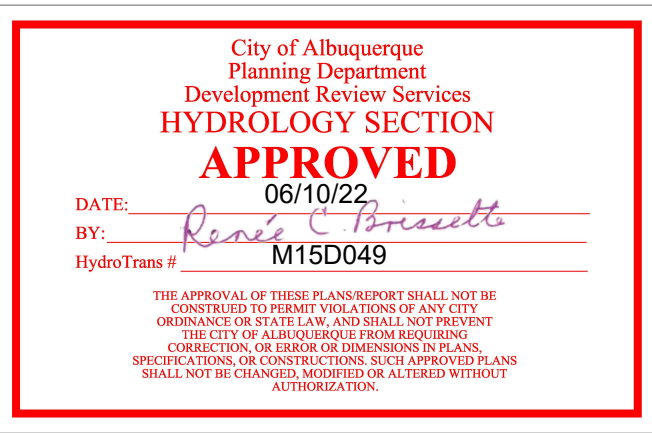 City of Albuquerque
Planning Department
Development Review Services
HYDROLOGY SECTION
APPROVED
DATE: 06/10/22
BY: Renée C. Brissette
HydroTrans # M15D049
THE APPROVAL OF THESE PLANS/REPORT SHALL NOT BE
CONSTRUED TO PERMIT VIOLATIONS OF ANY CITY
ORDINANCE OR STATE LAW, AND SHALL NOT PREVENT
THE CITY OF ALBUQUERQUE FROM REQUIRING
CORRECTION, OR ERROR OR DIMENSIONS IN PLANS,
SPECIFICATIONS, OR CONSTRUCTIONS. SUCH APPROVED PLANS
SHALL NOT BE CHANGED, MODIFIED OR ALTERED WITHOUT
AUTHORIZATION.